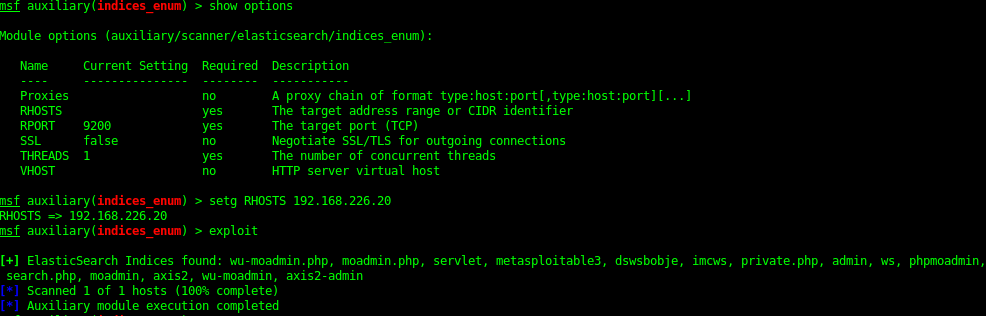 msf auxiliary(indices_enum) > show options
Module options (auxiliary/scanner/elasticsearch/indices_enum):
Name Current Setting Required Description
---- --------------- -------- -----------
Proxies no A proxy chain of format type:host:port[,type:host:port][...]
RHOSTS yes The target address range or CIDR identifier
RPORT 9200 yes The target port (TCP)
SSL false no Negotiate SSL/TLS for outgoing connections
THREADS 1 yes The number of concurrent threads
VHOST no HTTP server virtual host
msf auxiliary(indices_enum) > setg RHOSTS 192.168.226.20
RHOSTS => 192.168.226.20
msf auxiliary(indices_enum) > exploit
[+] ElasticSearch Indices found: wu-moadmin.php, moadmin.php, servlet, metasploitable3, dswsbobje, imcws, private.php, admin, ws, phpmoadmin,
search.php, moadmin, axis2, wu-moadmin, axis2-admin
[*] Scanned 1 of 1 hosts (100% complete)
[*] Auxiliary module execution completed